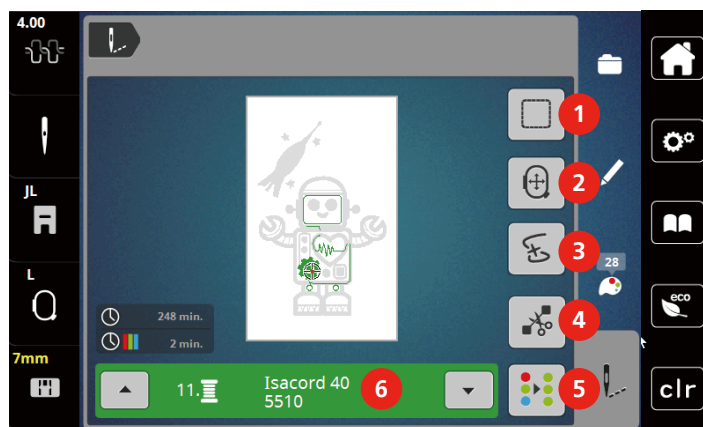 4.00
JL
L
7mm
1
2
3
28
eco
4
248 min.
2 min.
11.
Isacord 40
5510
6
5
clr